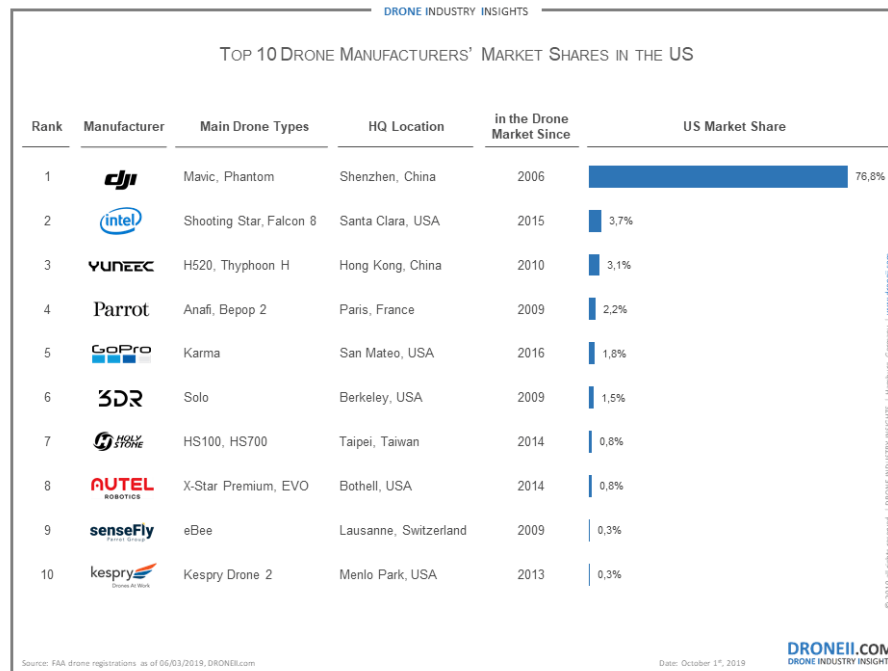 DRONE INDUSTRY INSIGHTS
TOP 10 DRONE MANUFACTURERS' MARKET SHARES IN THE US
Rank Manufacturer Main Drone Types HQ Location in the Drone Market Since US Market Share
1 dji Mavic, Phantom Shenzhen, China 2006 76,8%
2 intel Shooting Star, Falcon 8 Santa Clara, USA 2015 3,7%
3 YUNEEC H520, Thyphoon H Hong Kong, China 2010 3,1%
4 Parrot Anafi, Bepop 2 Paris, France 2009 2,2%
5 GoPro Karma San Mateo, USA 2016 1,8%
6 3DR Solo Berkeley, USA 2009 1,5%
7 HOLY STONE HS100, HS700 Taipei, Taiwan 2014 0,8%
8 AUTEL ROBOTICS X-Star Premium, EVO Bothell, USA 2014 0,8%
9 senseFly Parrot Group eBee Lausanne, Switzerland 2009 0,3%
10 kespry Drones At Work Kespry Drone 2 Menlo Park, USA 2013 0,3%
Source: FAA drone registrations as of 06/03/2019, DRONEII.com
Date: October 1st, 2019
DRONEII.COM
DRONE INDUSTRY INSIGHTS